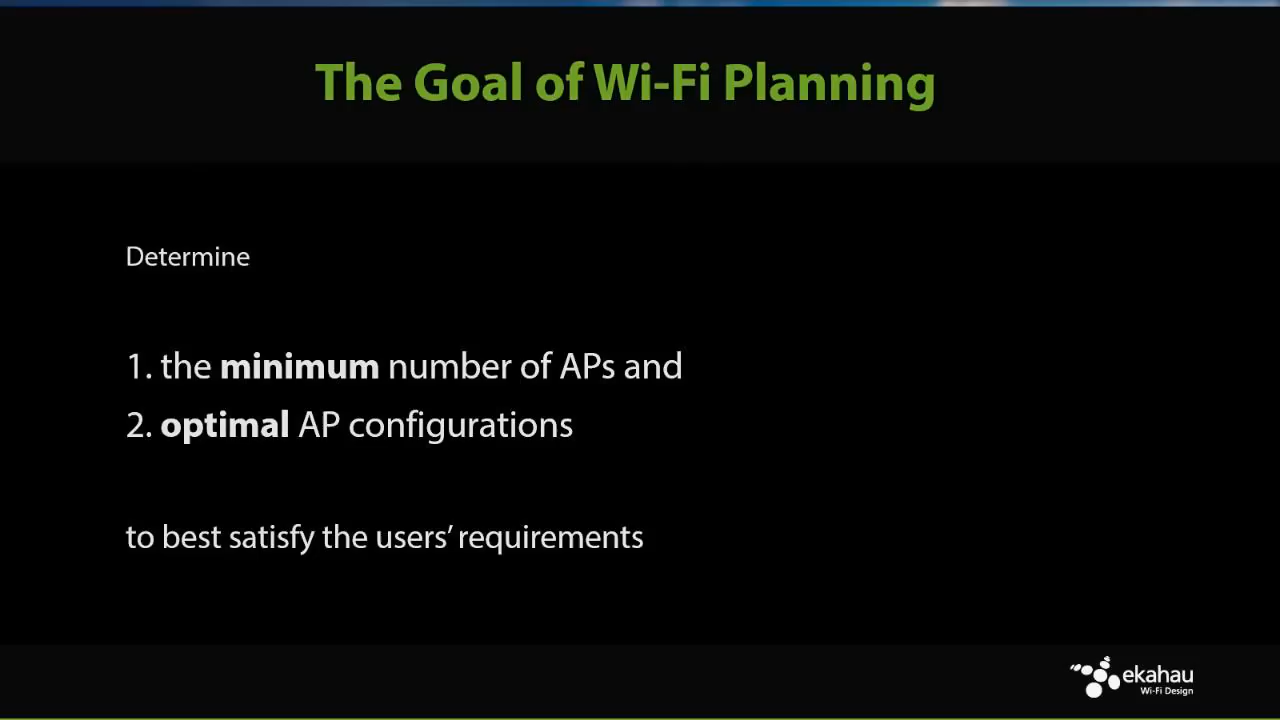 The Goal of Wi-Fi Planning
Determine
1. the minimum number of APs and
2. optimal AP configurations
to best satisfy the users’ requirements
ekahau
Wi-Fi Design